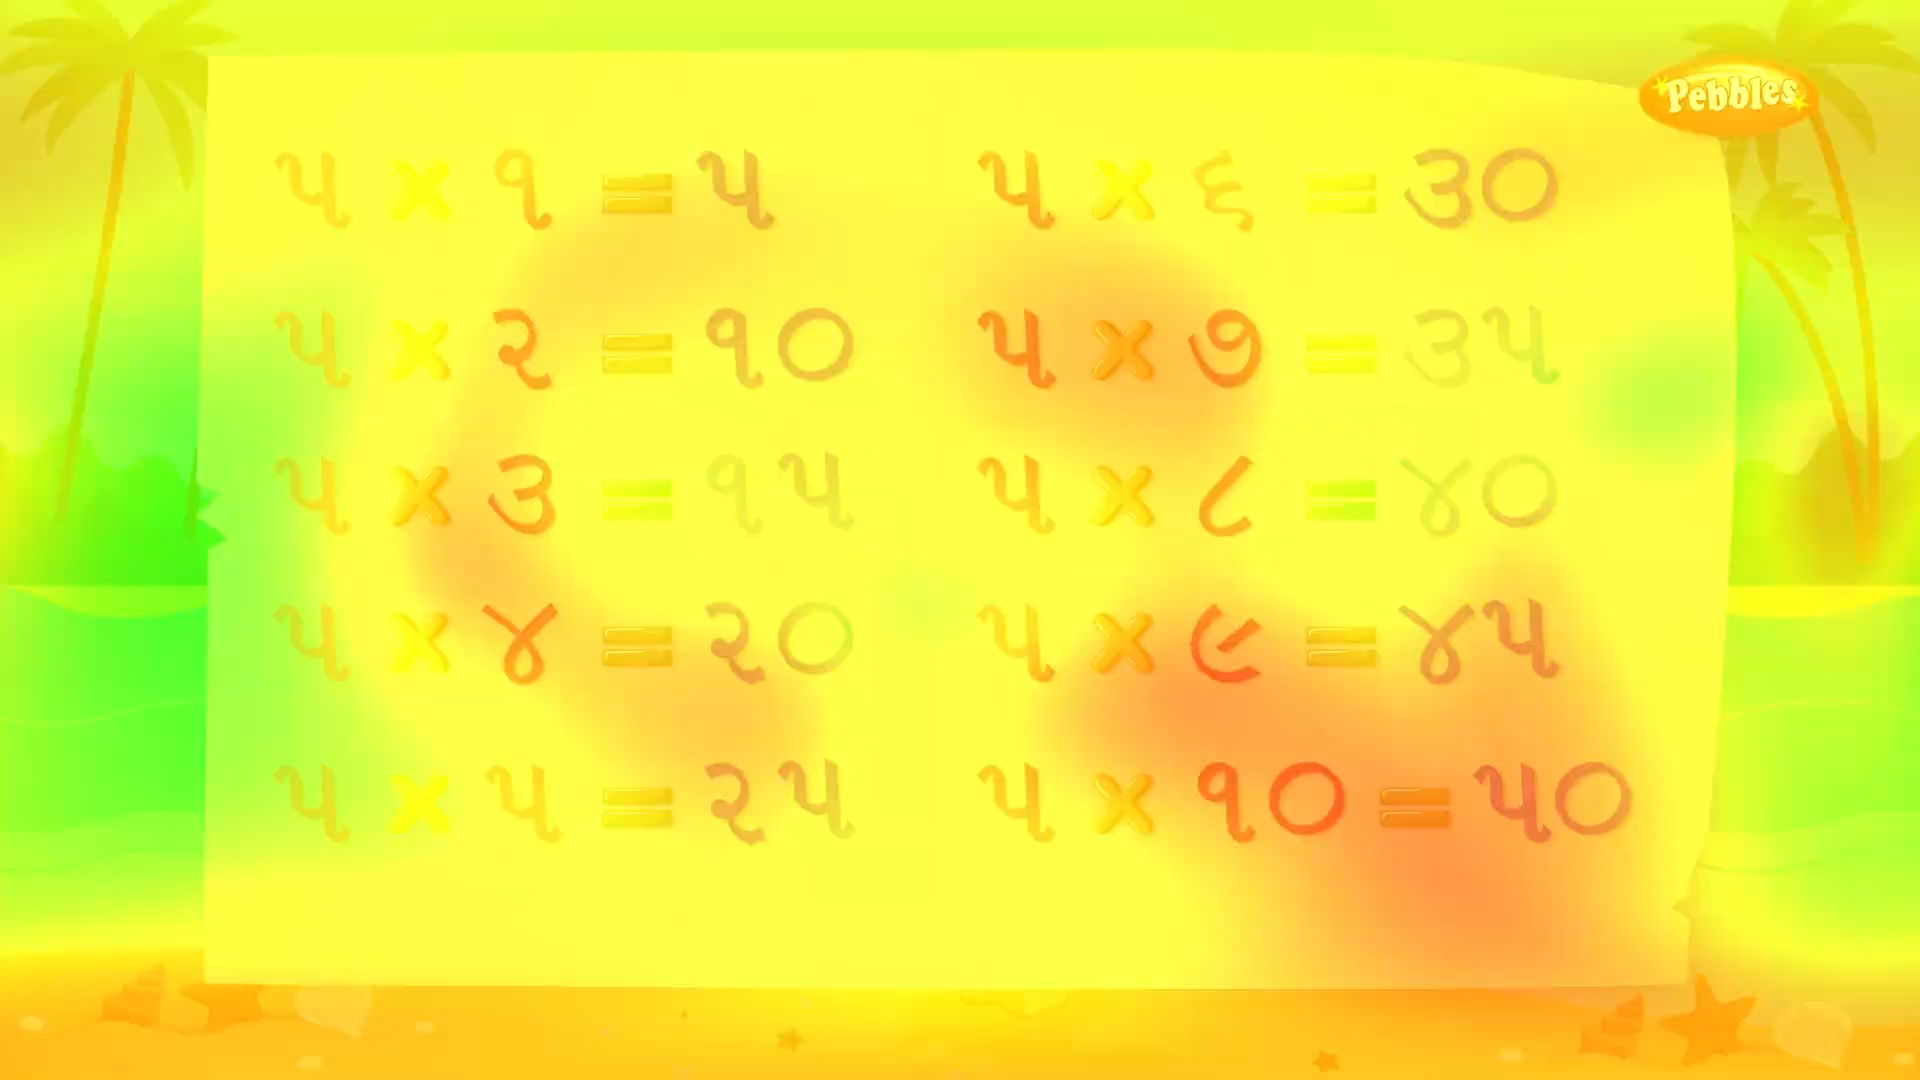 Pebbles
૫ × ૧ = ૫
૫ × ૨ = ૧૦
૫ × ૩ = ૧૫
૫ × ૪ = ૨૦
૫ × ૫ = ૨૫
૫ × ૬ = ૩૦
૫ × ૭ = ૩૫
૫ × ૮ = ૪૦
૫ × ૯ = ૪૫
૫ × ૧૦ = ૫૦